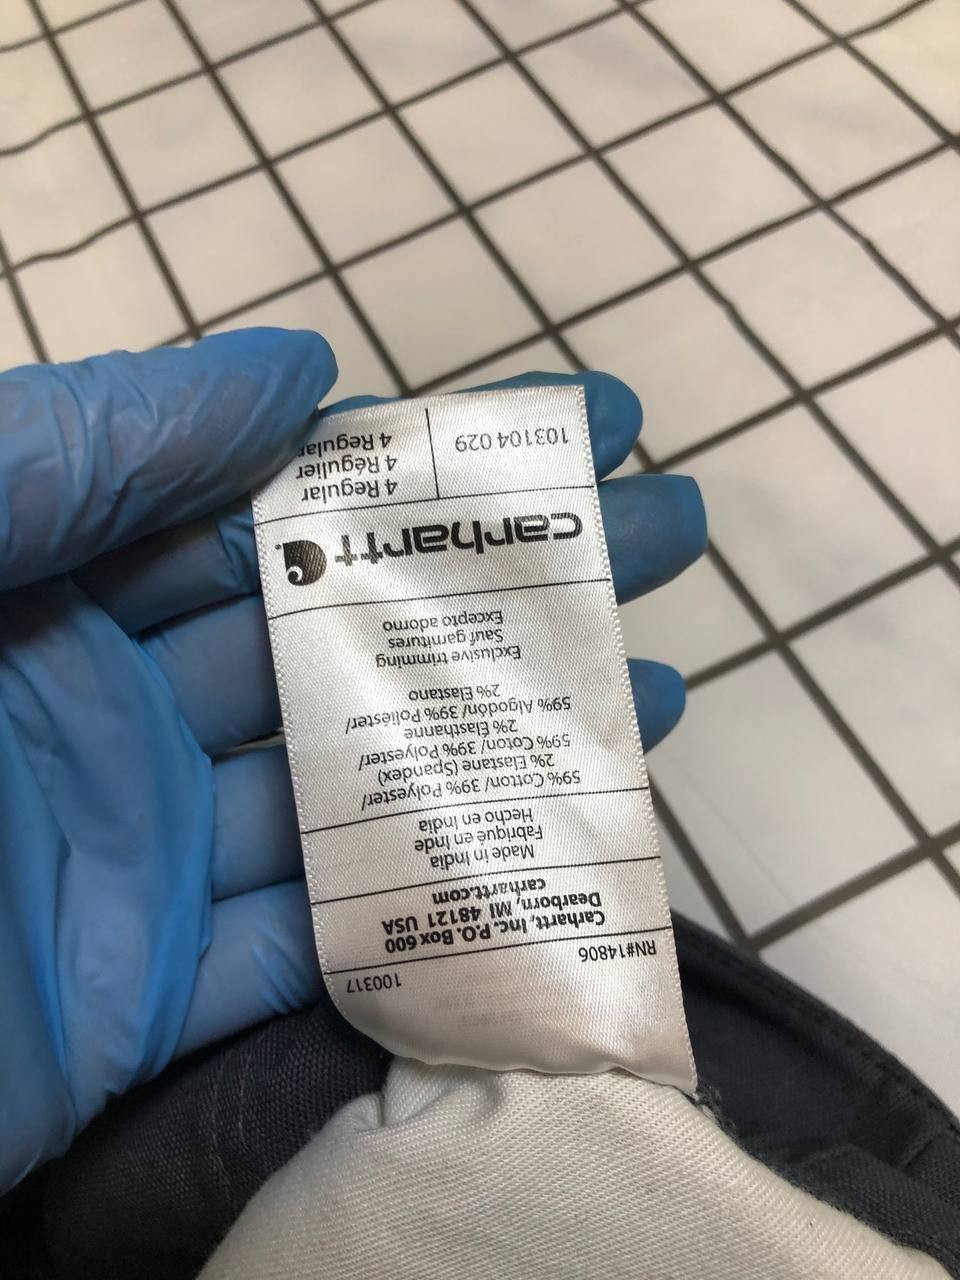 RN#14806 100317
Carhartt, Inc. P.O. Box 600
Dearborn, MI 48121 USA
carhartt.com
Made in India
Fabriqué en Inde
Hecho en India
59% Cotton/ 39% Polyester/
2% Elastane (Spandex)
59% Coton/ 39% Polyester/
2% Elasthanne
59% Algodón/ 39% Poliéster/
2% Elastano
Exclusive trimming
Sauf garnitures
Excepto adorno
carhartt
103104 029
4 Regular
4 Régulier
4 Regular